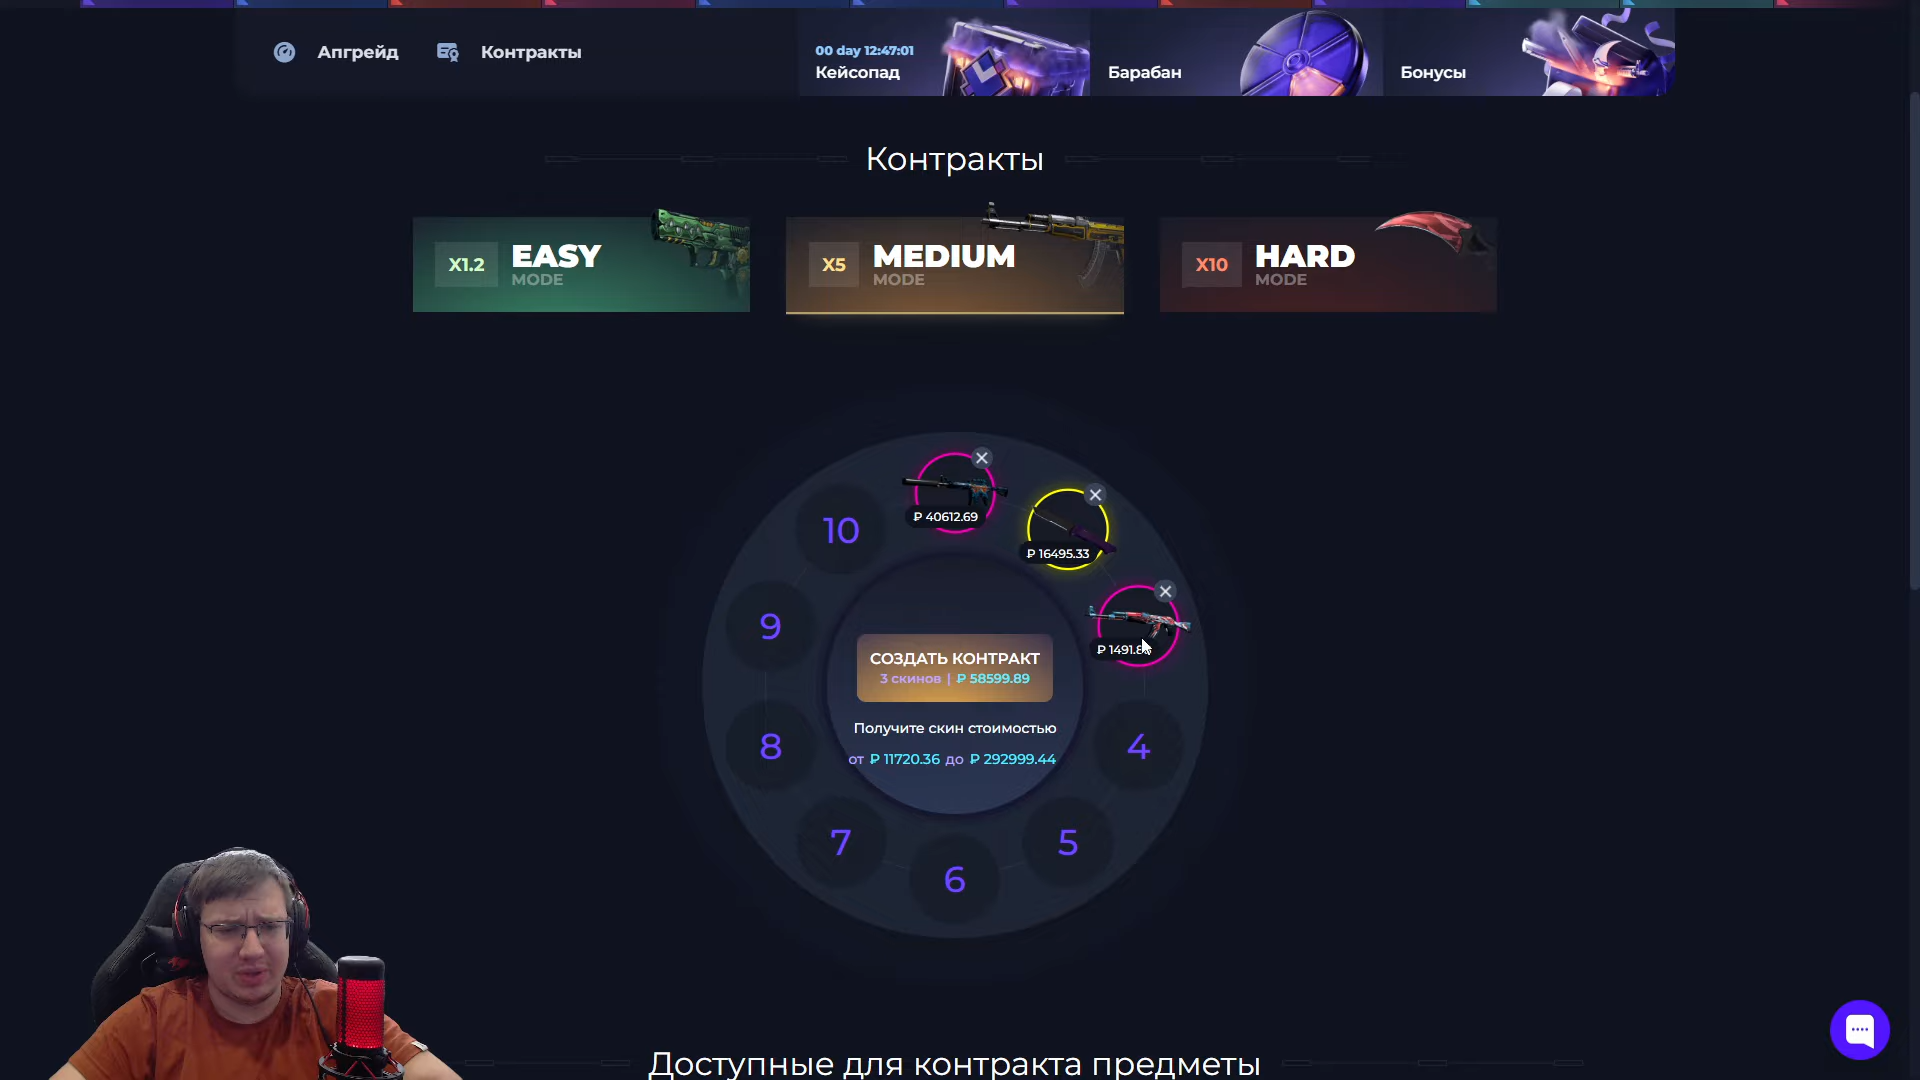 Апгрейд
Контракты
00 day 12:47:01
Кейсопад
Барабан
Бонусы
Контракты
X1.2
EASY
MODE
X5
MEDIUM
MODE
X10
HARD
MODE
₽ 40612.69
₽ 16495.33
10
9
СОЗДАТЬ КОНТРАКТ
3 скинов | ₽ 58599.89
Получите скин стоимостью
от ₽ 11720.36 до ₽ 292999.44
8
4
7
5
6
Доступные для контракта предметы